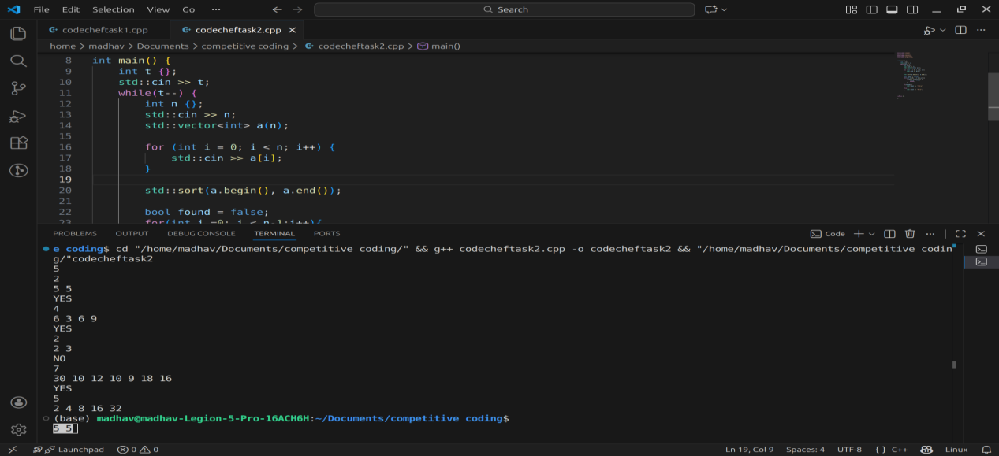 File Edit Selection View Go ··· Search
codecheftask1.cpp codecheftask2.cpp
home > madhav > Documents > competitive coding > codecheftask2.cpp > main()
8 int main() {
9 int t {};
10 std::cin >> t;
11 while(t--) {
12 int n {};
13 std::cin >> n;
14 std::vector<int> a(n);
15
16 for (int i = 0; i < n; i++) {
17 std::cin >> a[i];
18 }
19
20 std::sort(a.begin(), a.end());
21
22 bool found = false;
23 for(int i =0; i < n-1;i++){
PROBLEMS OUTPUT DEBUG CONSOLE TERMINAL PORTS Code
e coding$ cd "/home/madhav/Documents/competitive coding/" && g++ codecheftask2.cpp -o codecheftask2 && "/home/madhav/Documents/competitive codin
g/"codecheftask2
5
2
5 5
YES
4
6 3 6 9
YES
2
2 3
NO
7
30 10 12 10 9 18 16
YES
5
2 4 8 16 32
(base) madhav@madhav-Legion-5-Pro-16ACH6H:~/Documents/competitive coding$
5 5
Launchpad 0 0 Ln 19, Col 9 Spaces: 4 UTF-8 {} C++ Linux